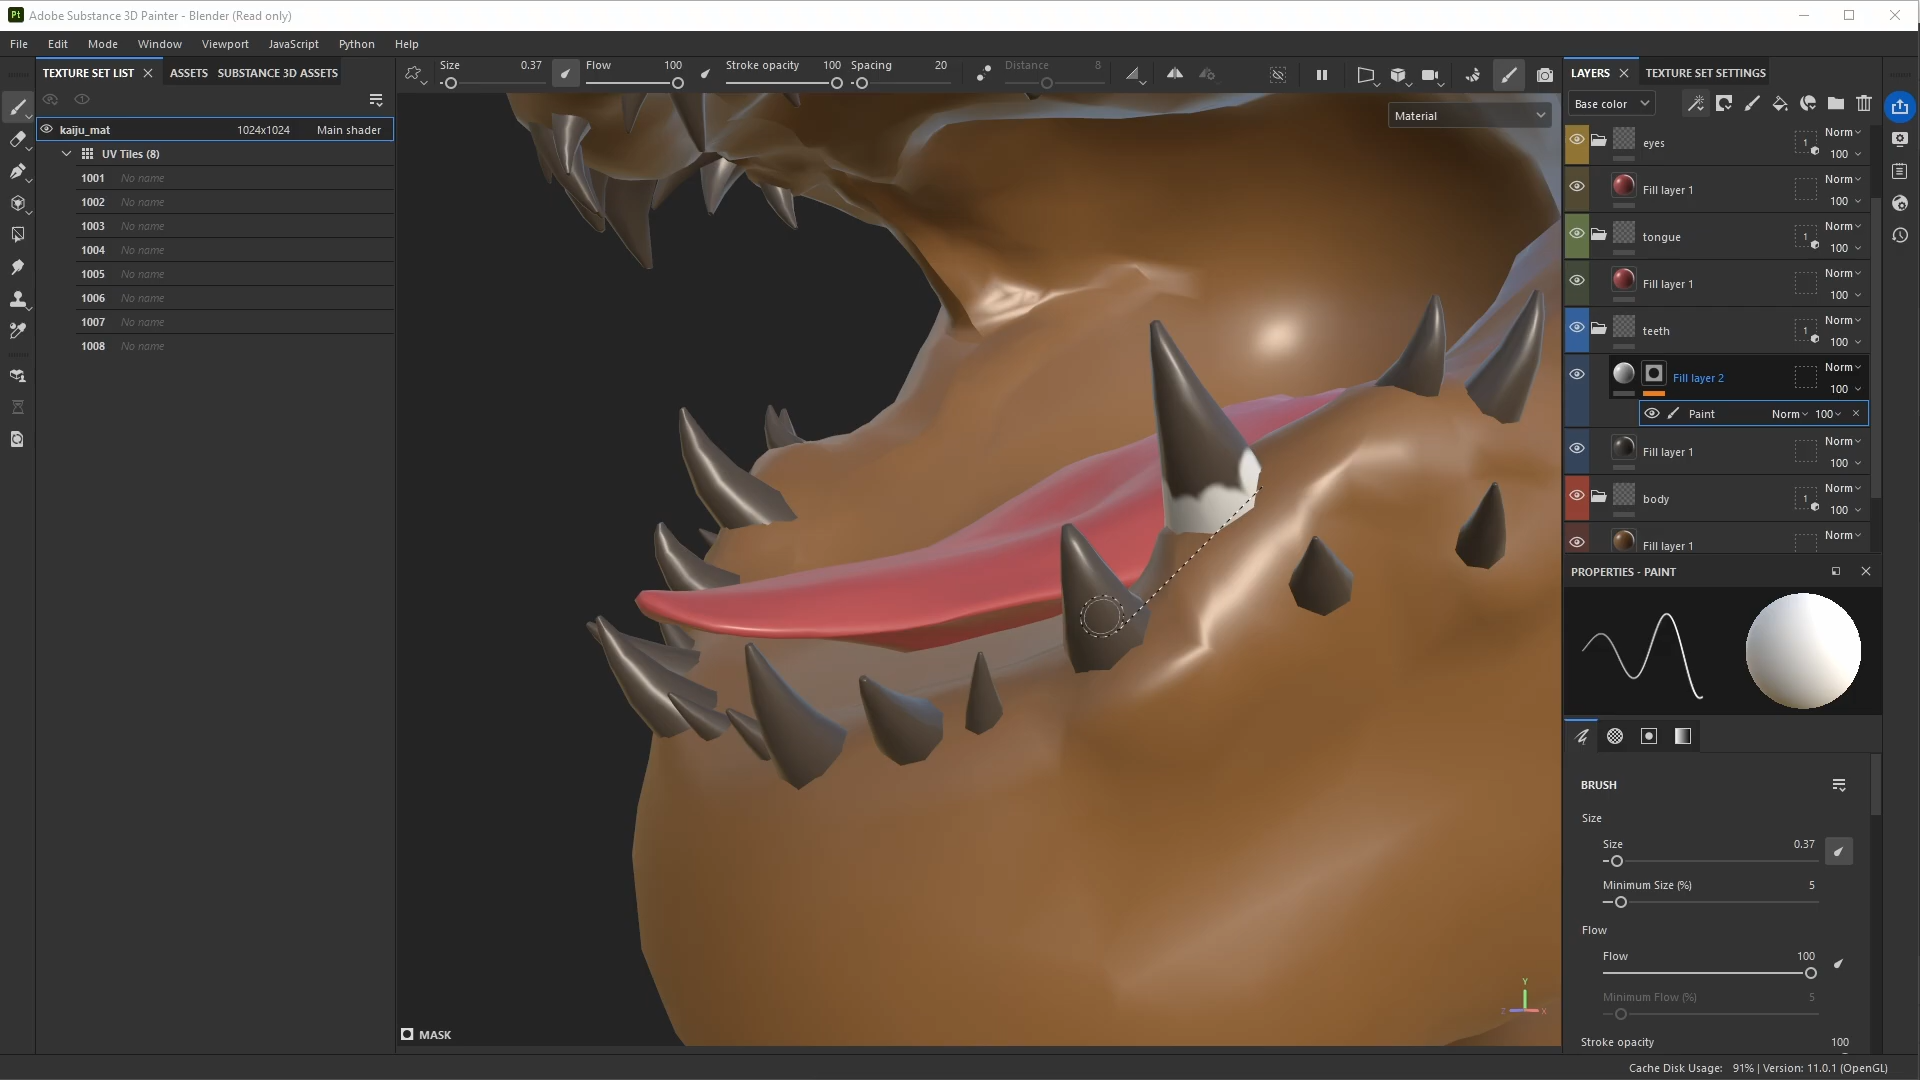 Pt Adobe Substance 3D Painter - Blender (Read only)
File Edit Mode Window Viewport JavaScript Python Help
TEXTURE SET LIST ASSETS SUBSTANCE 3D ASSETS
Size 0.37 Flow 100 Stroke opacity 100 Spacing 20 Distance 8
kaiju_mat 1024x1024 Main shader
UV Tiles (8)
1001 No name
1002 No name
1003 No name
1004 No name
1005 No name
1006 No name
1007 No name
1008 No name
Material
MASK
Y
Z X
LAYERS TEXTURE SET SETTINGS
Base color
eyes 1 Norm
100
Fill layer 1 Norm
100
tongue 1 Norm
100
Fill layer 1 Norm
100
teeth 1 Norm
100
Fill layer 2 Norm
100
Paint Norm 100
Fill layer 1 Norm
100
body 1 Norm
100
Fill layer 1 Norm
PROPERTIES - PAINT
BRUSH
Size
Size 0.37
Minimum Size (%) 5
Flow
Flow 100
Minimum Flow (%) 5
Stroke opacity 100
Cache Disk Usage: 91% | Version: 11.0.1 (OpenGL)